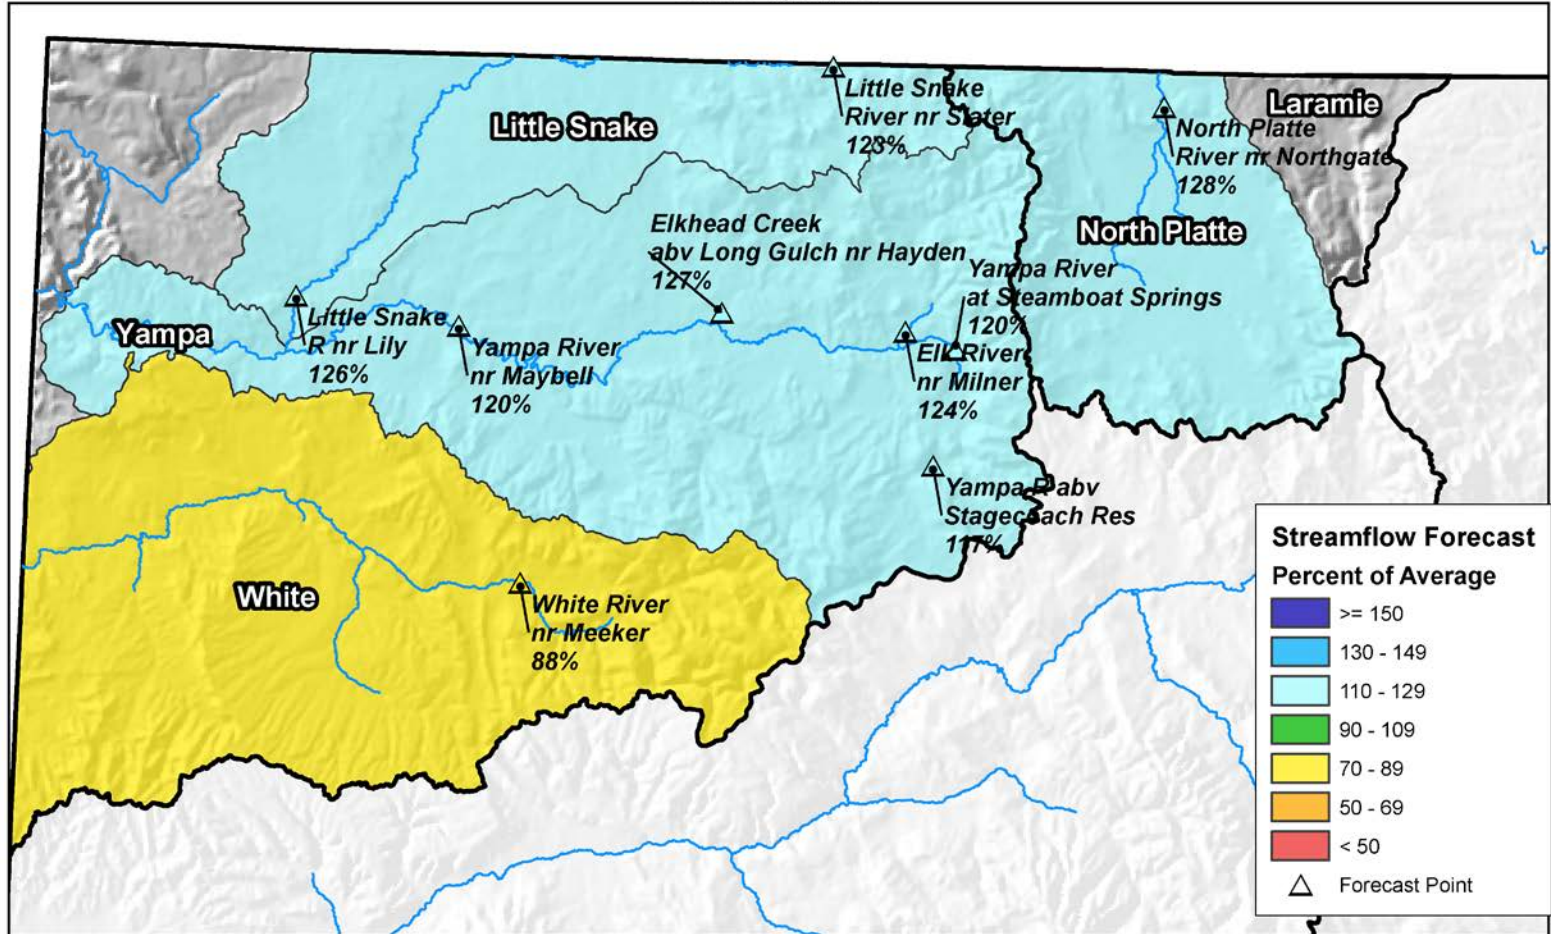 Little Snake
River nr Slater
123%
Laramie
Little Snake
North Platte
River nr Northgate
128%
North Platte
Elkhead Creek
abv Long Gulch nr Hayden
127%
Yampa River
at Steamboat Springs
120%
Yampa
Little Snake
R nr Lily
126%
Yampa River
nr Maybell
120%
Elk River
nr Milner
124%
Yampa R abv
Stagecoach Res
117%
White
White River
nr Meeker
88%
Streamflow Forecast
Percent of Average
>= 150
130 - 149
110 - 129
90 - 109
70 - 89
50 - 69
< 50
Forecast Point